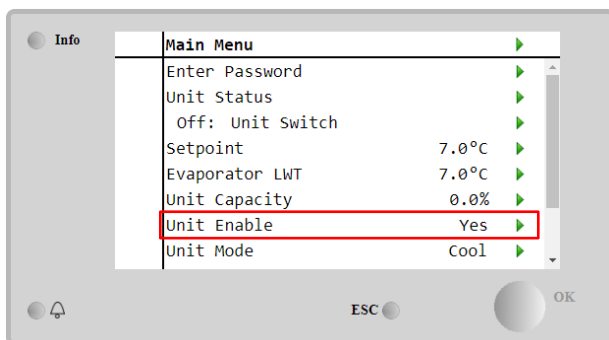 Info
Main Menu
Enter Password
Unit Status
Off: Unit Switch
Setpoint 7.0°C
Evaporator LWT 7.0°C
Unit Capacity 0.0%
Unit Enable Yes
Unit Mode Cool
ESC
OK